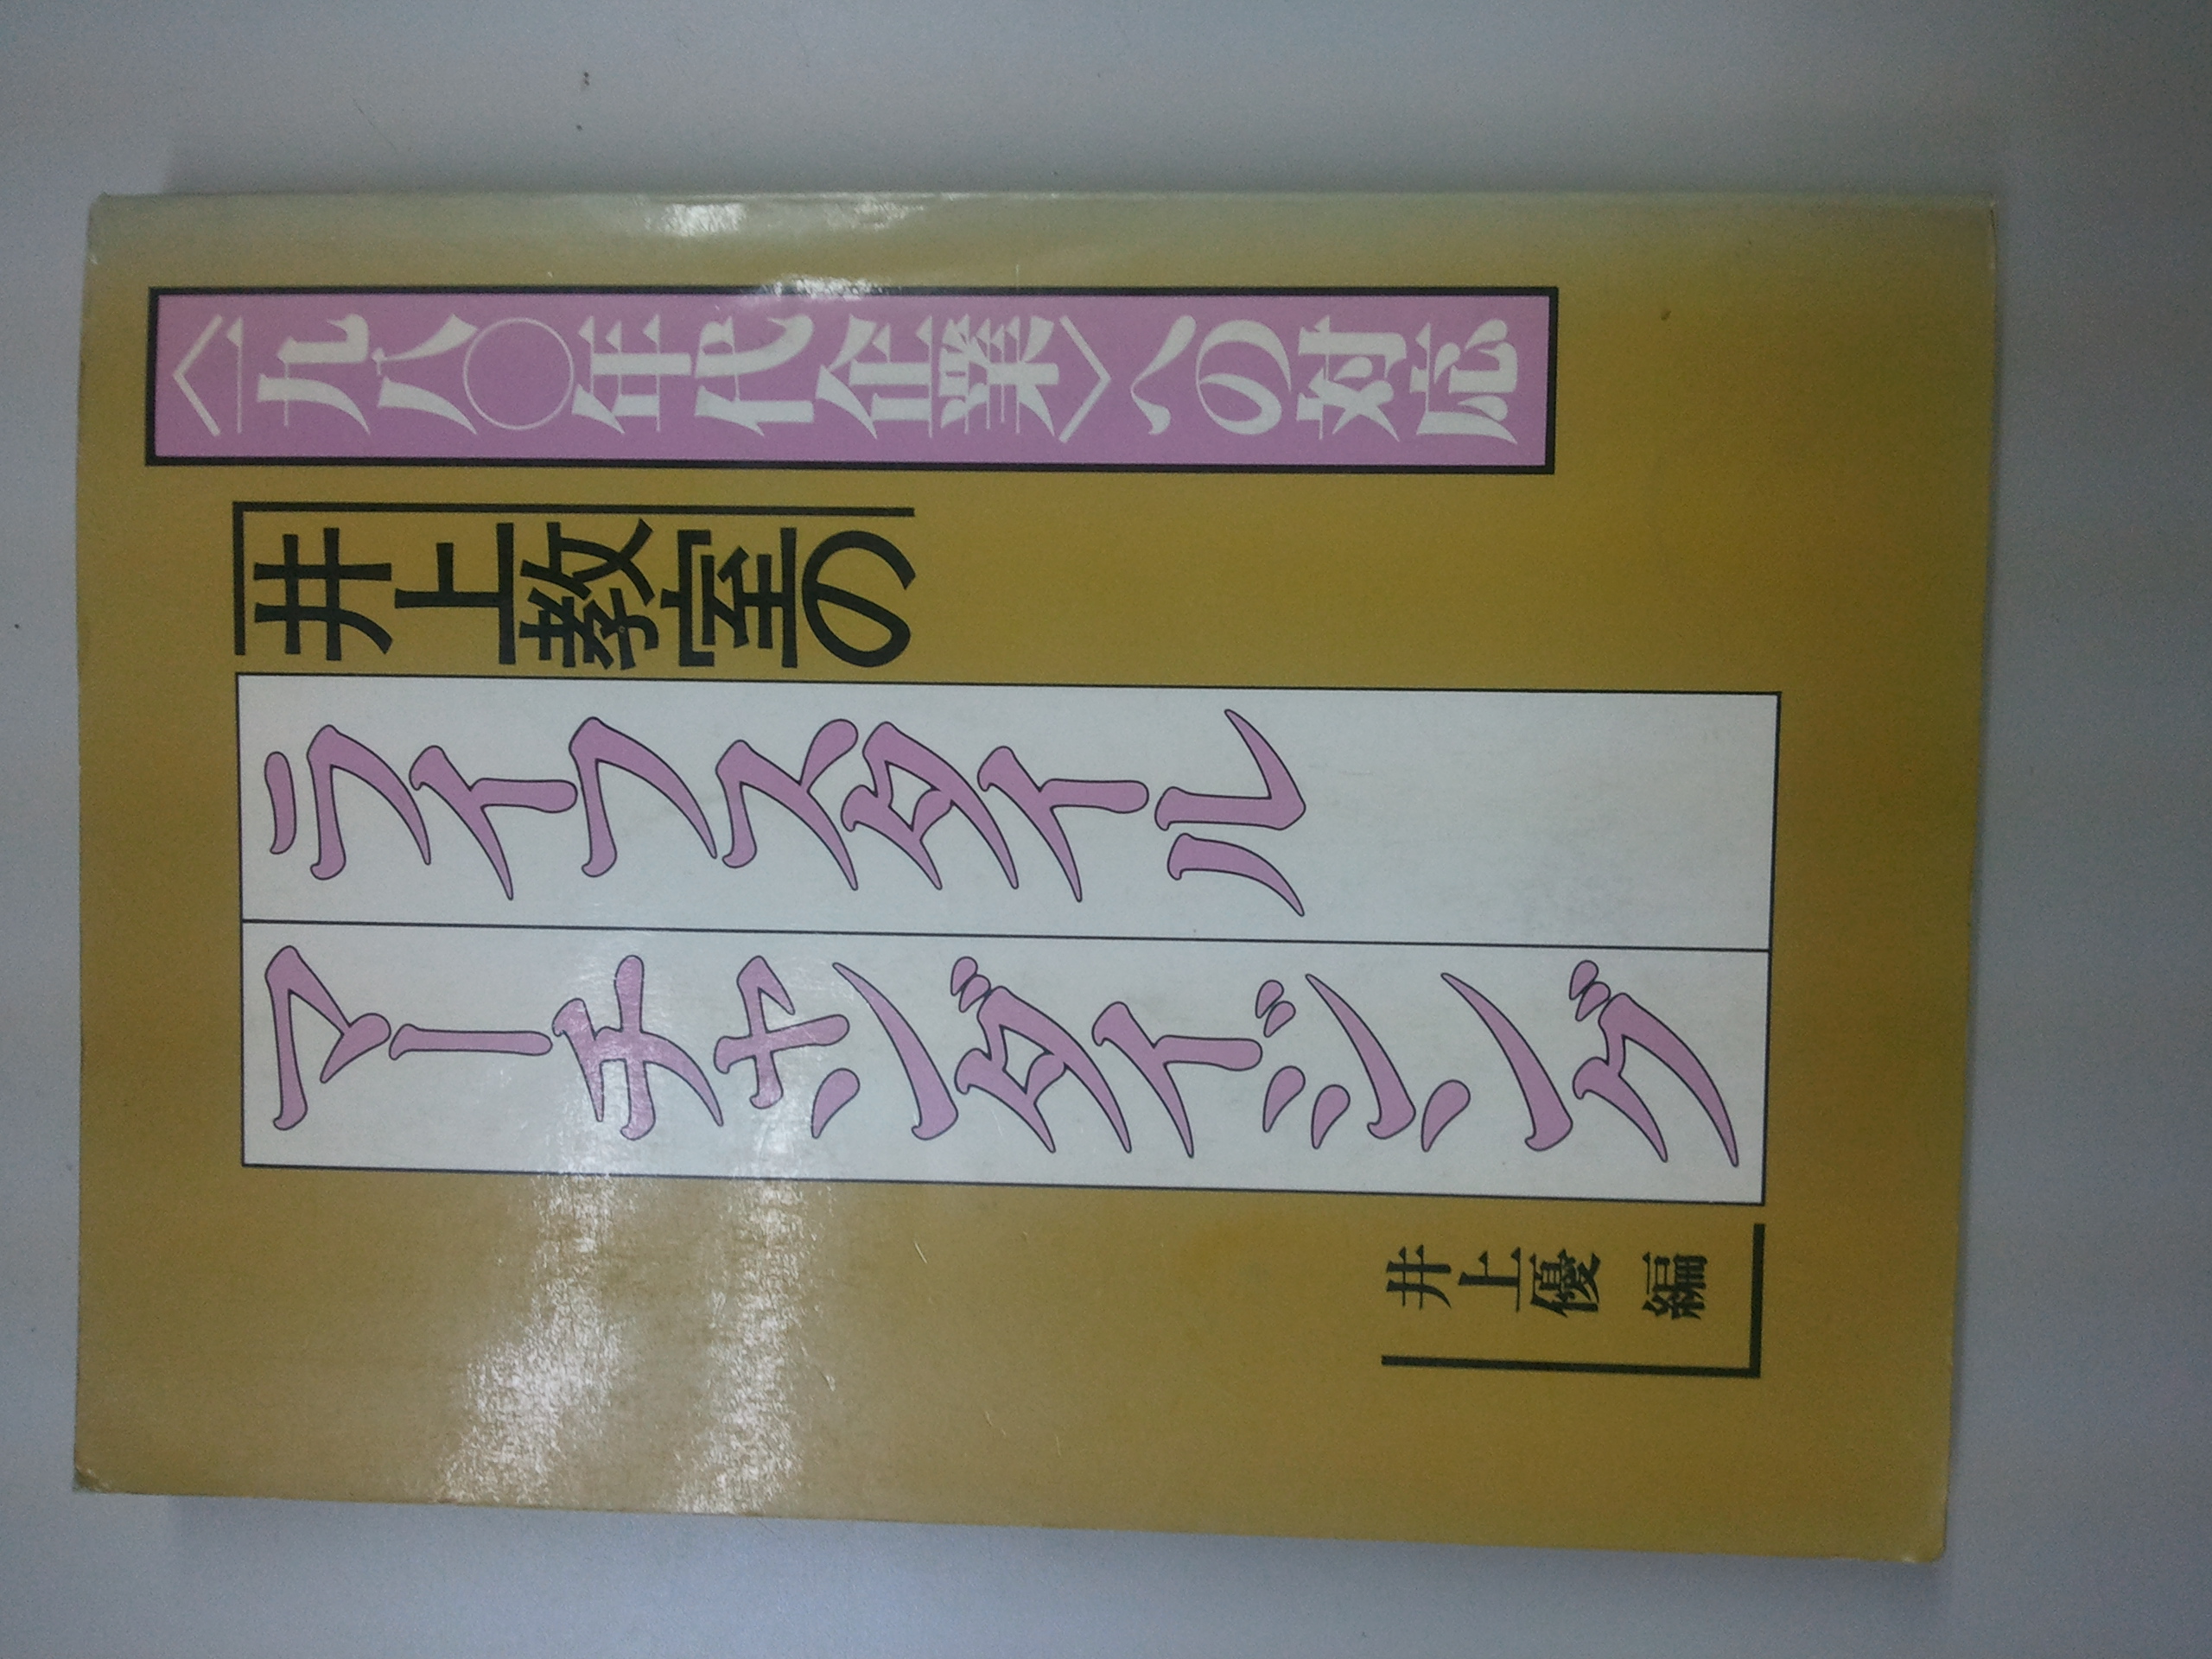 〈一九八〇年代企業〉への対応
井上教室の
ライフスタイル
マーチャンダイジング
井上優 編